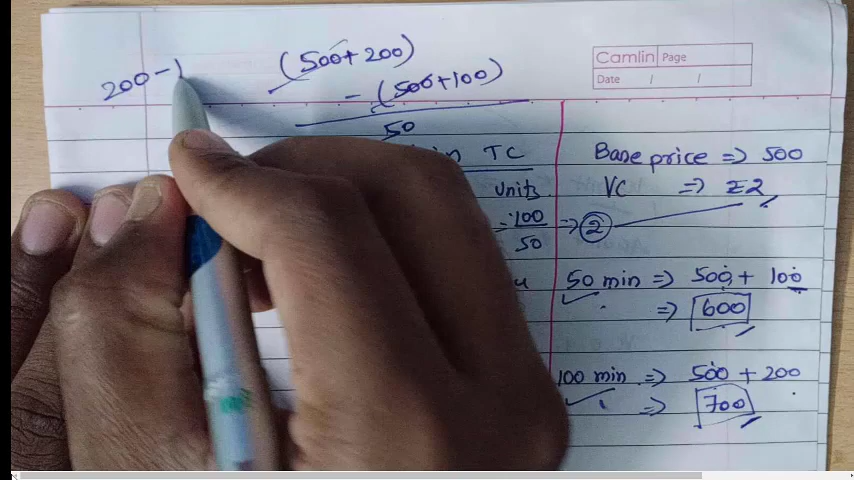 200 - 1
(500 + 200)
- (500 + 100)
50
Camlin Page
Date / /
in TC
units
= 100 => 2
50
Base price => 500
VC => ₹2
50 min => 500 + 100
=> 600
100 min => 500 + 200
=> 700